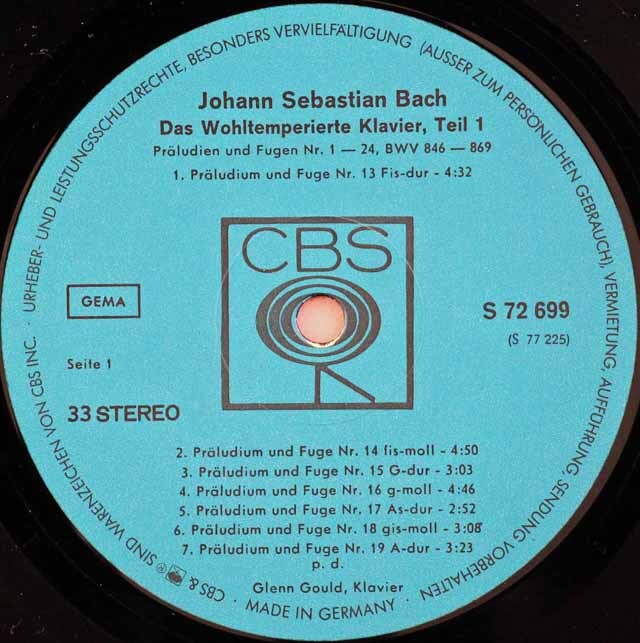 URHEBER- UND LEISTUNGSSCHUTZRECHTE, BESONDERS VERVIELFÄLTIGUNG (AUSSER ZUM PERSÖNLICHEN GEBRAUCH), VERMIETUNG, AUFFÜHRUNG, SENDUNG VORBEHALTEN
Johann Sebastian Bach
Das Wohltemperierte Klavier, Teil 1
Präludien und Fugen Nr. 1 — 24, BWV 846 — 869
1. Präludium und Fuge Nr. 13 Fis-dur - 4:32
CBS
GEMA
S 72 699
(S 77 225)
Seite 1
33 STEREO
2. Präludium und Fuge Nr. 14 fis-moll - 4:50
3. Präludium und Fuge Nr. 15 G-dur - 3:03
4. Präludium und Fuge Nr. 16 g-moll - 4:46
5. Präludium und Fuge Nr. 17 As-dur - 2:52
6. Präludium und Fuge Nr. 18 gis-moll - 3:08
7. Präludium und Fuge Nr. 19 A-dur - 3:23
p. d.
Glenn Gould, Klavier
· MADE IN GERMANY ·
CBS & ® SIND WARENZEICHEN VON CBS INC. ·